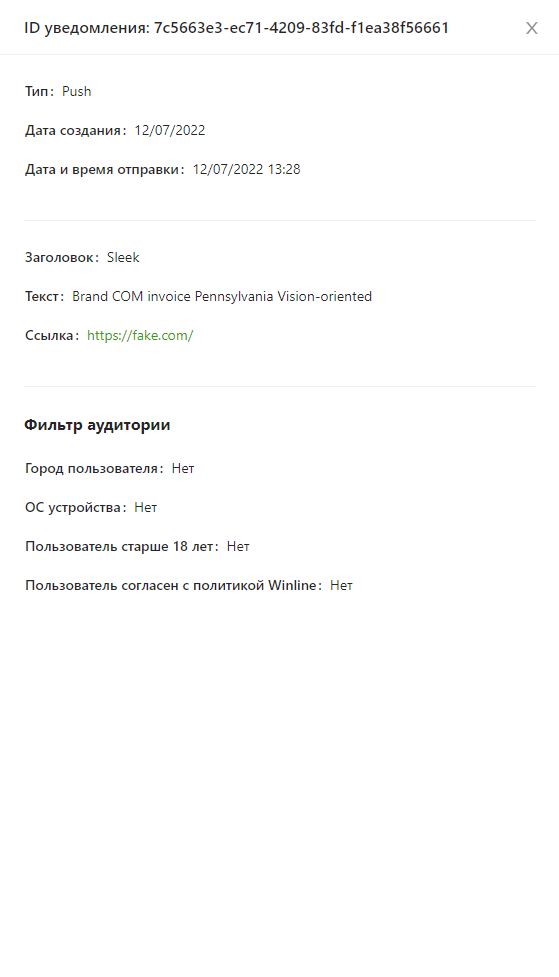 ID уведомления: 7c5663e3-ec71-4209-83fd-f1ea38f56661
Тип: Push
Дата создания: 12/07/2022
Дата и время отправки: 12/07/2022 13:28
Заголовок: Sleek
Текст: Brand COM invoice Pennsylvania Vision-oriented
Ссылка: https://fake.com/
Фильтр аудитории
Город пользователя: Нет
ОС устройства: Нет
Пользователь старше 18 лет: Нет
Пользователь согласен с политикой Winline: Нет